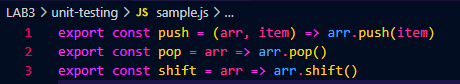 LAB3 > unit-testing > JS sample.js > ...
1 export const push = (arr, item) => arr.push(item)
2 export const pop = arr => arr.pop()
3 export const shift = arr => arr.shift()